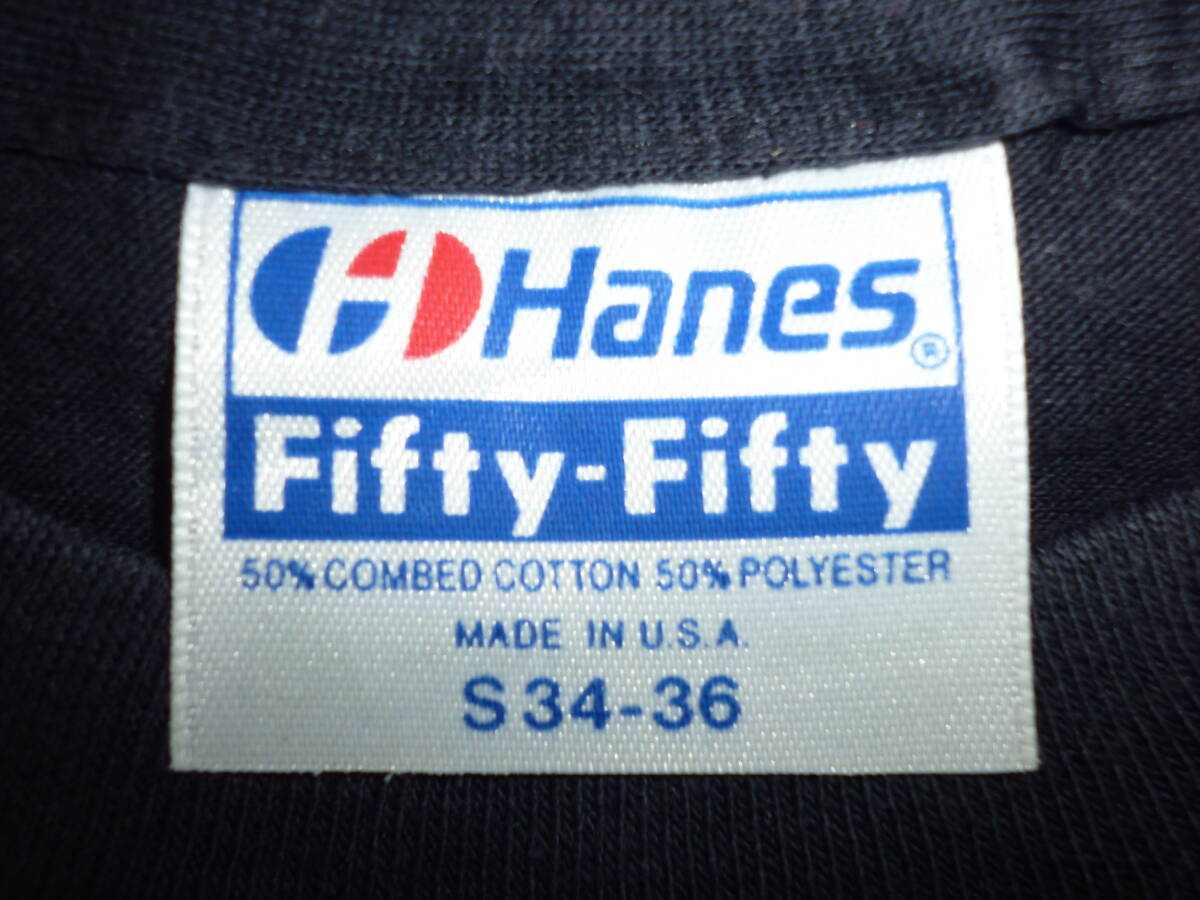 H Hanes®
Fifty-Fifty
50% COMBED COTTON 50% POLYESTER
MADE IN U.S.A.
S 34-36